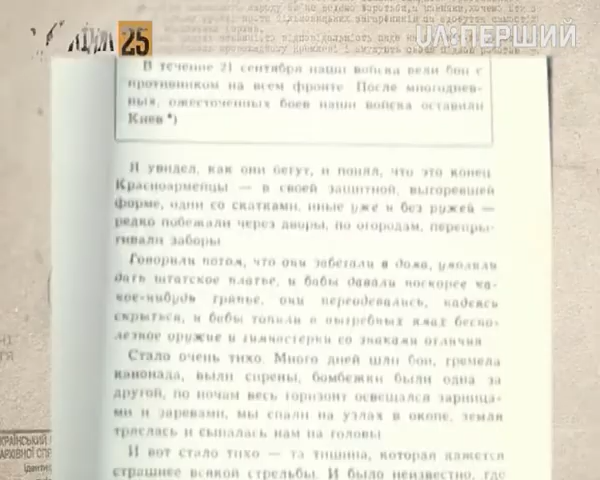 25
UA:ПЕРШИЙ
В течение 21 сентября наши войска вели бои с
противником на всем фронте. После многоднев-
ных, ожесточенных боев наши войска оставили
Киев*)
Я увидел, как они бегут, и понял, что это конец
Красноармейцы — в своей защитной, выгоревшей
форме, одни со скатками, иные уже и без ружей —
редко побежали через дворы, по огородам, перепры-
гивали заборы
Говорили потом, что они забегали в дома, умоляли
дать штатское платье, и бабы давали поскорее ка-
кое-нибудь тряпье, они переодевались, надеясь
скрыться, и бабы топили в выгребных ямах беспо-
лезное оружие и гимнастерки со знаками отличия
Стало очень тихо. Много дней шли бои, гремела
канонада, выли сирены, бомбежки были одна за
другой, по ночам весь горизонт освещался зарница-
ми и заревами, мы спали на узлах в окопе, земля
тряслась и сыпалась нам на головы
И вот стало тихо — та тишина, которая кажется
страшнее всякой стрельбы. И было неизвестно, где